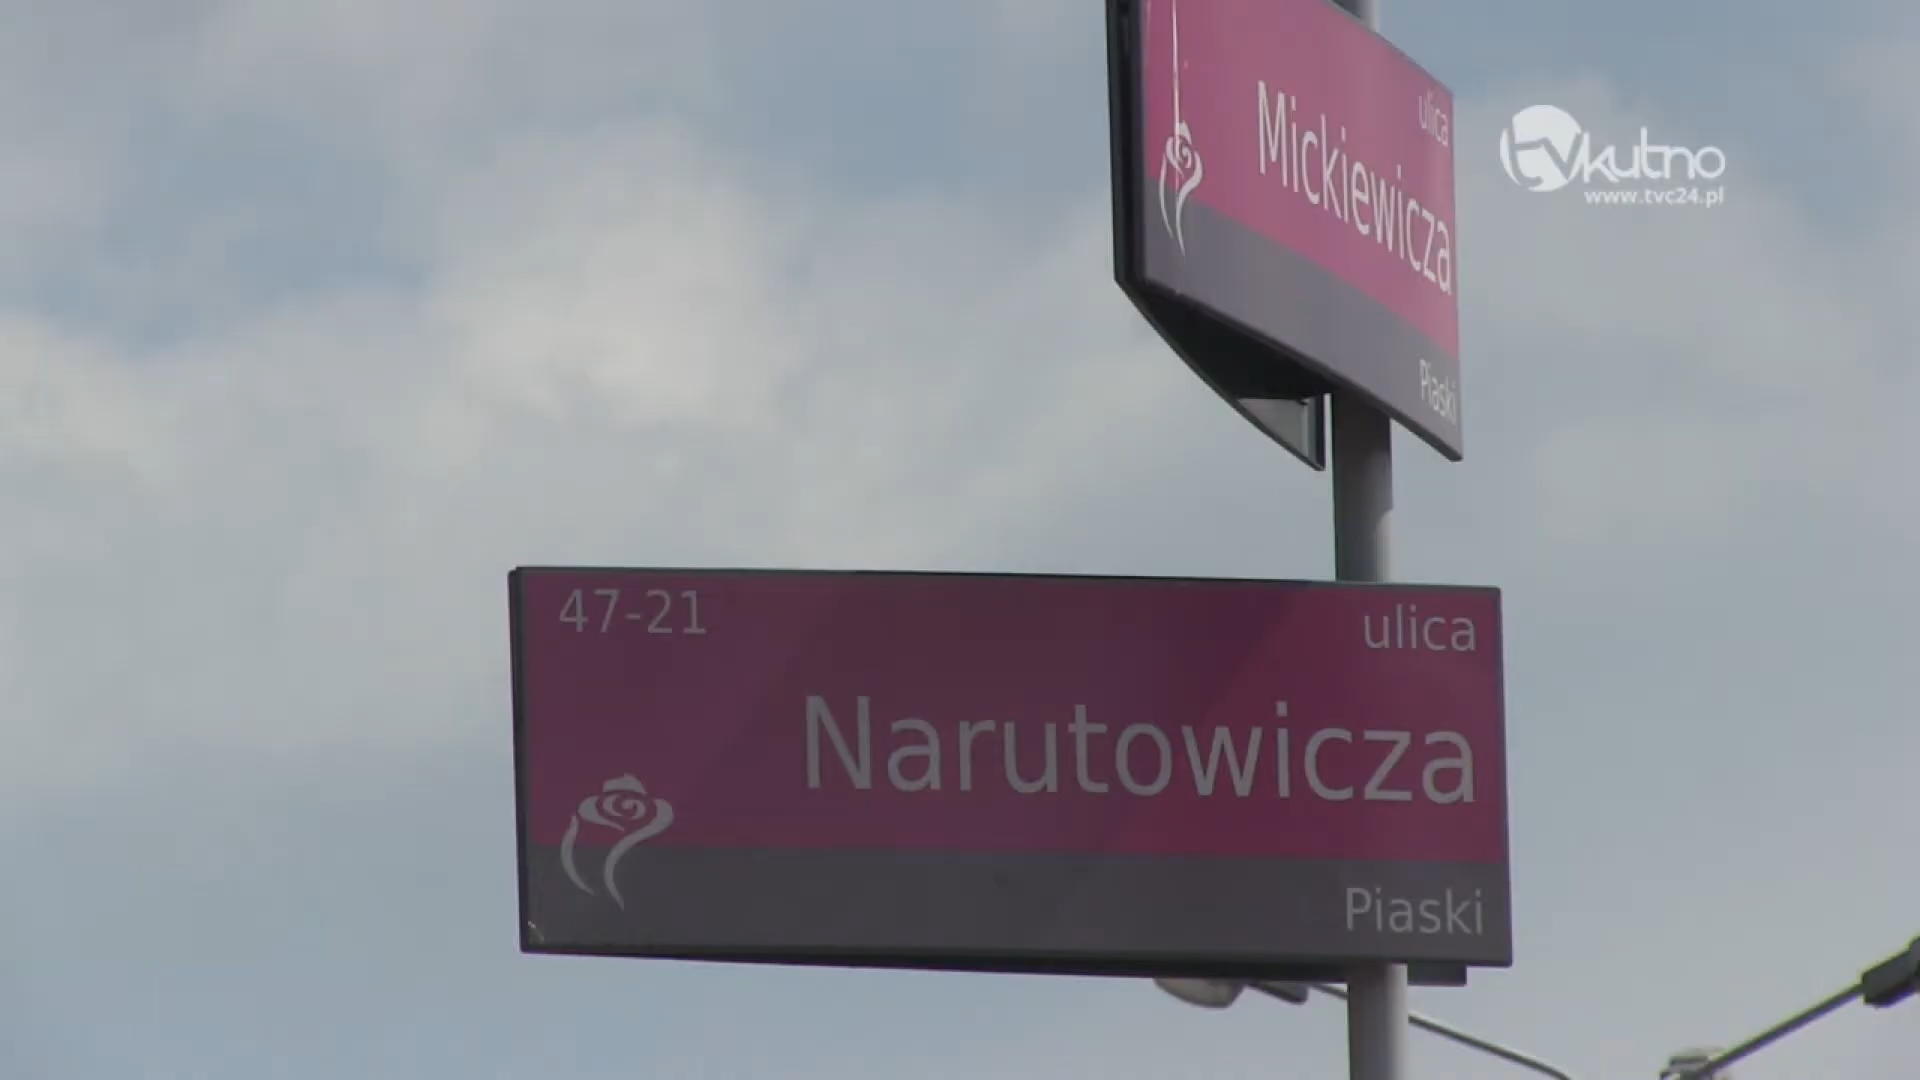 ulica
Mickiewicza
Piaski
tvkutno
www.tvc24.pl
47-21
ulica
Narutowicza
Piaski